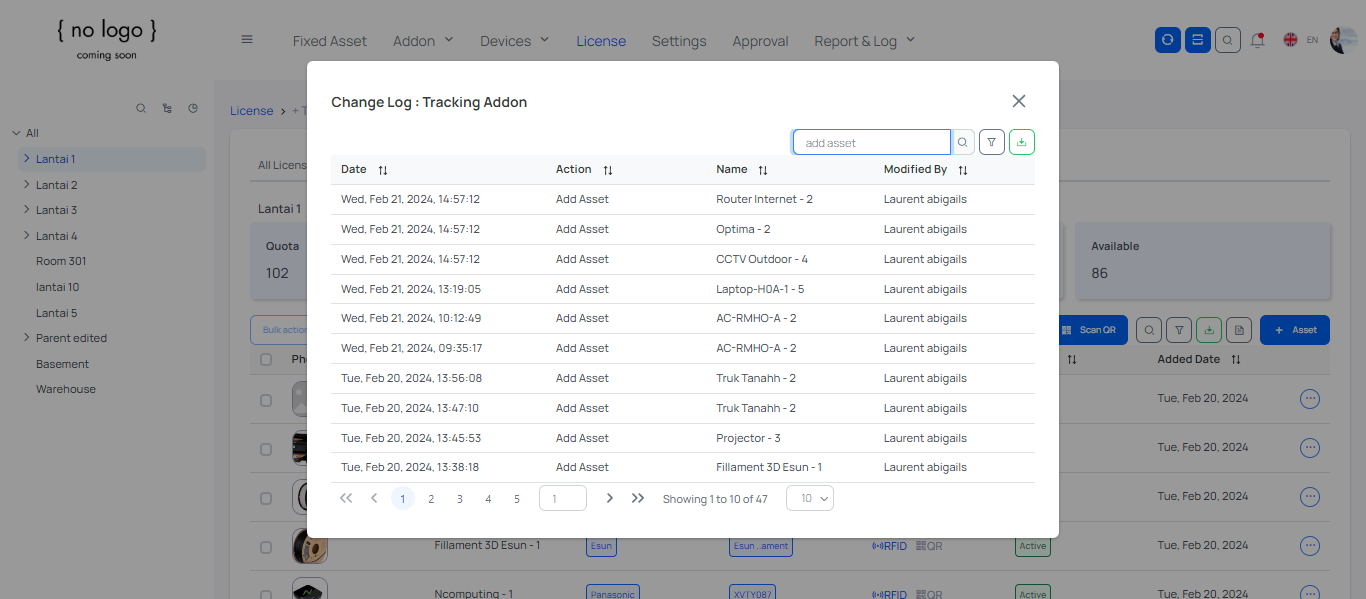 { no logo }
coming soon
Fixed Asset Addon Devices License Settings Approval Report & Log EN
License > + T
All
Lantai 1
Lantai 2
Lantai 3
Lantai 4
Room 301
lantai 10
Lantai 5
Parent edited
Basement
Warehouse
All Licens
Lantai 1
Quota
102
Available
86
Bulk action
Scan QR
+ Asset
Added Date
Tue, Feb 20, 2024
Tue, Feb 20, 2024
Tue, Feb 20, 2024
Fillament 3D Esun - 1 Esun Esun ..ament RFID QR Active Tue, Feb 20, 2024
Ncomputing - 1 Panasonic XVTY087 RFID QR Active Tue, Feb 20, 2024
Change Log : Tracking Addon
add asset
Date Action Name Modified By
Wed, Feb 21, 2024, 14:57:12 Add Asset Router Internet - 2 Laurent abigails
Wed, Feb 21, 2024, 14:57:12 Add Asset Optima - 2 Laurent abigails
Wed, Feb 21, 2024, 14:57:12 Add Asset CCTV Outdoor - 4 Laurent abigails
Wed, Feb 21, 2024, 13:19:05 Add Asset Laptop-H0A-1 - 5 Laurent abigails
Wed, Feb 21, 2024, 10:12:49 Add Asset AC-RMHO-A - 2 Laurent abigails
Wed, Feb 21, 2024, 09:35:17 Add Asset AC-RMHO-A - 2 Laurent abigails
Tue, Feb 20, 2024, 13:56:08 Add Asset Truk Tanahh - 2 Laurent abigails
Tue, Feb 20, 2024, 13:47:10 Add Asset Truk Tanahh - 2 Laurent abigails
Tue, Feb 20, 2024, 13:45:53 Add Asset Projector - 3 Laurent abigails
Tue, Feb 20, 2024, 13:38:18 Add Asset Fillament 3D Esun - 1 Laurent abigails
1 2 3 4 5 1 Showing 1 to 10 of 47 10